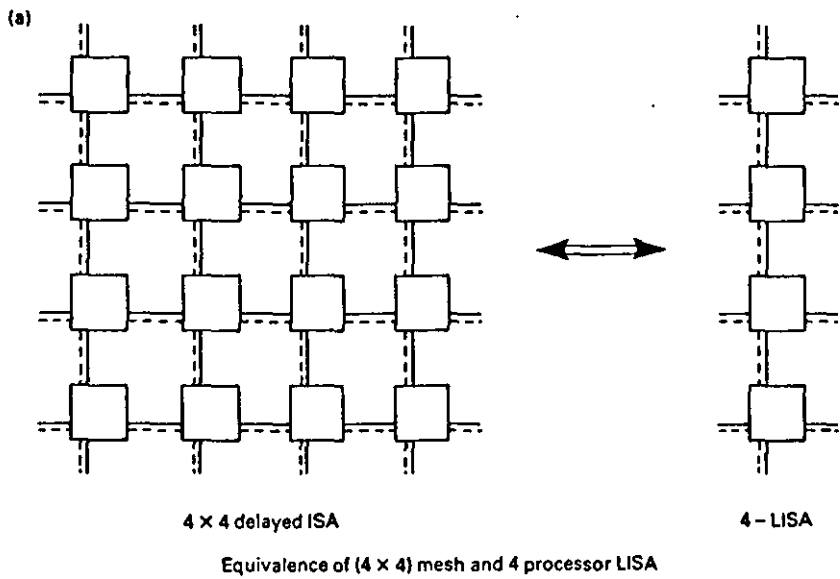 (a)
4 × 4 delayed ISA
4 – LISA
Equivalence of (4 × 4) mesh and 4 processor LISA